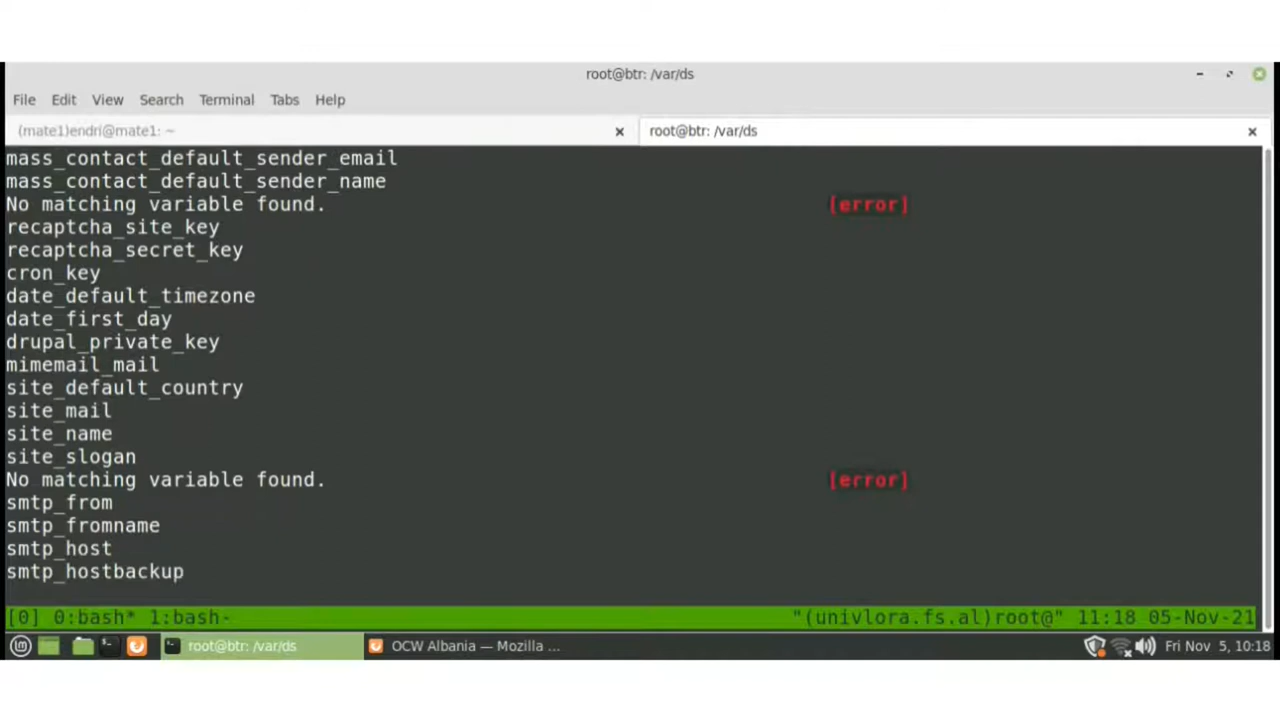 root@btr: /var/ds
File Edit View Search Terminal Tabs Help
(mate1)endri@mate1: ~ × root@btr: /var/ds ×
mass_contact_default_sender_email
mass_contact_default_sender_name
No matching variable found. [error]
recaptcha_site_key
recaptcha_secret_key
cron_key
date_default_timezone
date_first_day
drupal_private_key
mimemail_mail
site_default_country
site_mail
site_name
site_slogan
No matching variable found. [error]
smtp_from
smtp_fromname
smtp_host
smtp_hostbackup
[0] 0:bash* 1:bash- "(univlora.fs.al)root@" 11:18 05-Nov-21
root@btr: /var/ds OCW Albania — Mozilla ... Fri Nov 5, 10:18